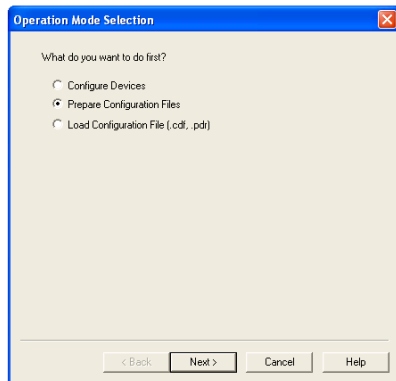 Operation Mode Selection
What do you want to do first?
Configure Devices
Prepare Configuration Files
Load Configuration File (.cdf, .pdr)
< Back Next > Cancel Help